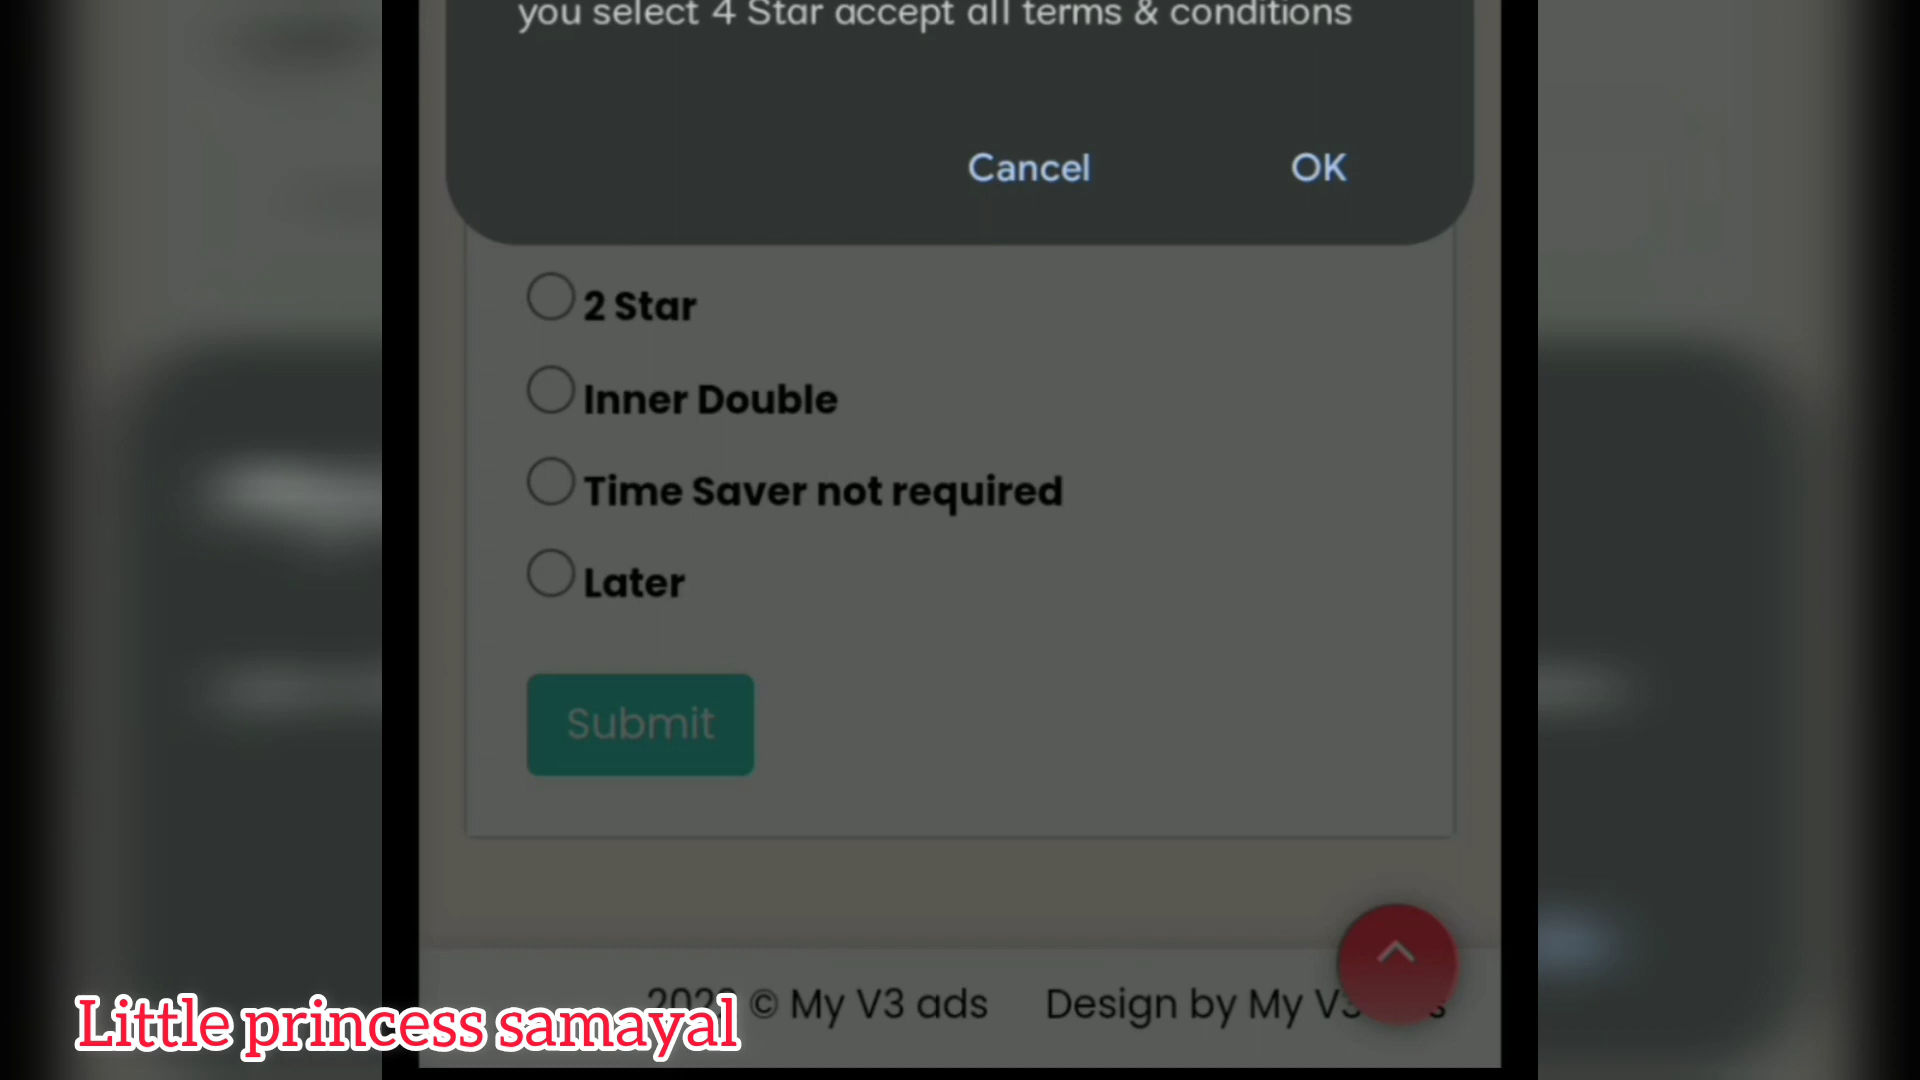 you select 4 Star accept all terms & conditions
Cancel OK
2 Star
Inner Double
Time Saver not required
Later
Submit
© My V3 ads Design by My V3
Little princess samayal